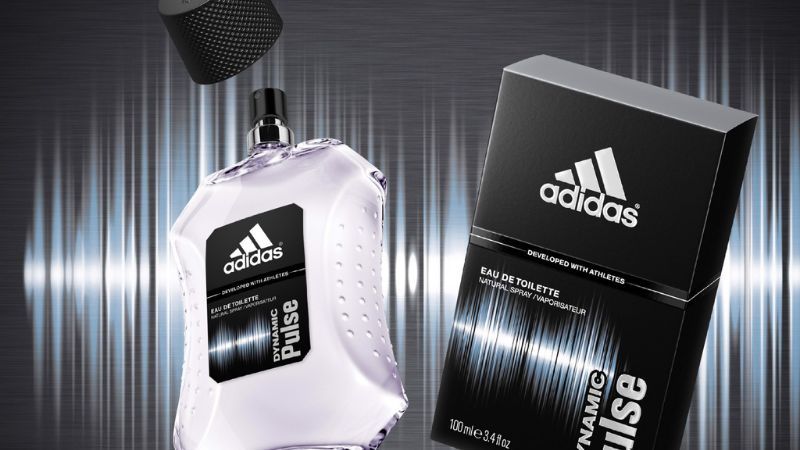 adidas®
DEVELOPED WITH ATHLETES
EAU DE TOILETTE
NATURAL SPRAY / VAPORISATEUR
DYNAMIC
Pulse
adidas®
DEVELOPED WITH ATHLETES
EAU DE TOILETTE
NATURAL SPRAY / VAPORISATEUR
DYNAMIC
Pulse
100 ml e 3.4 fl oz